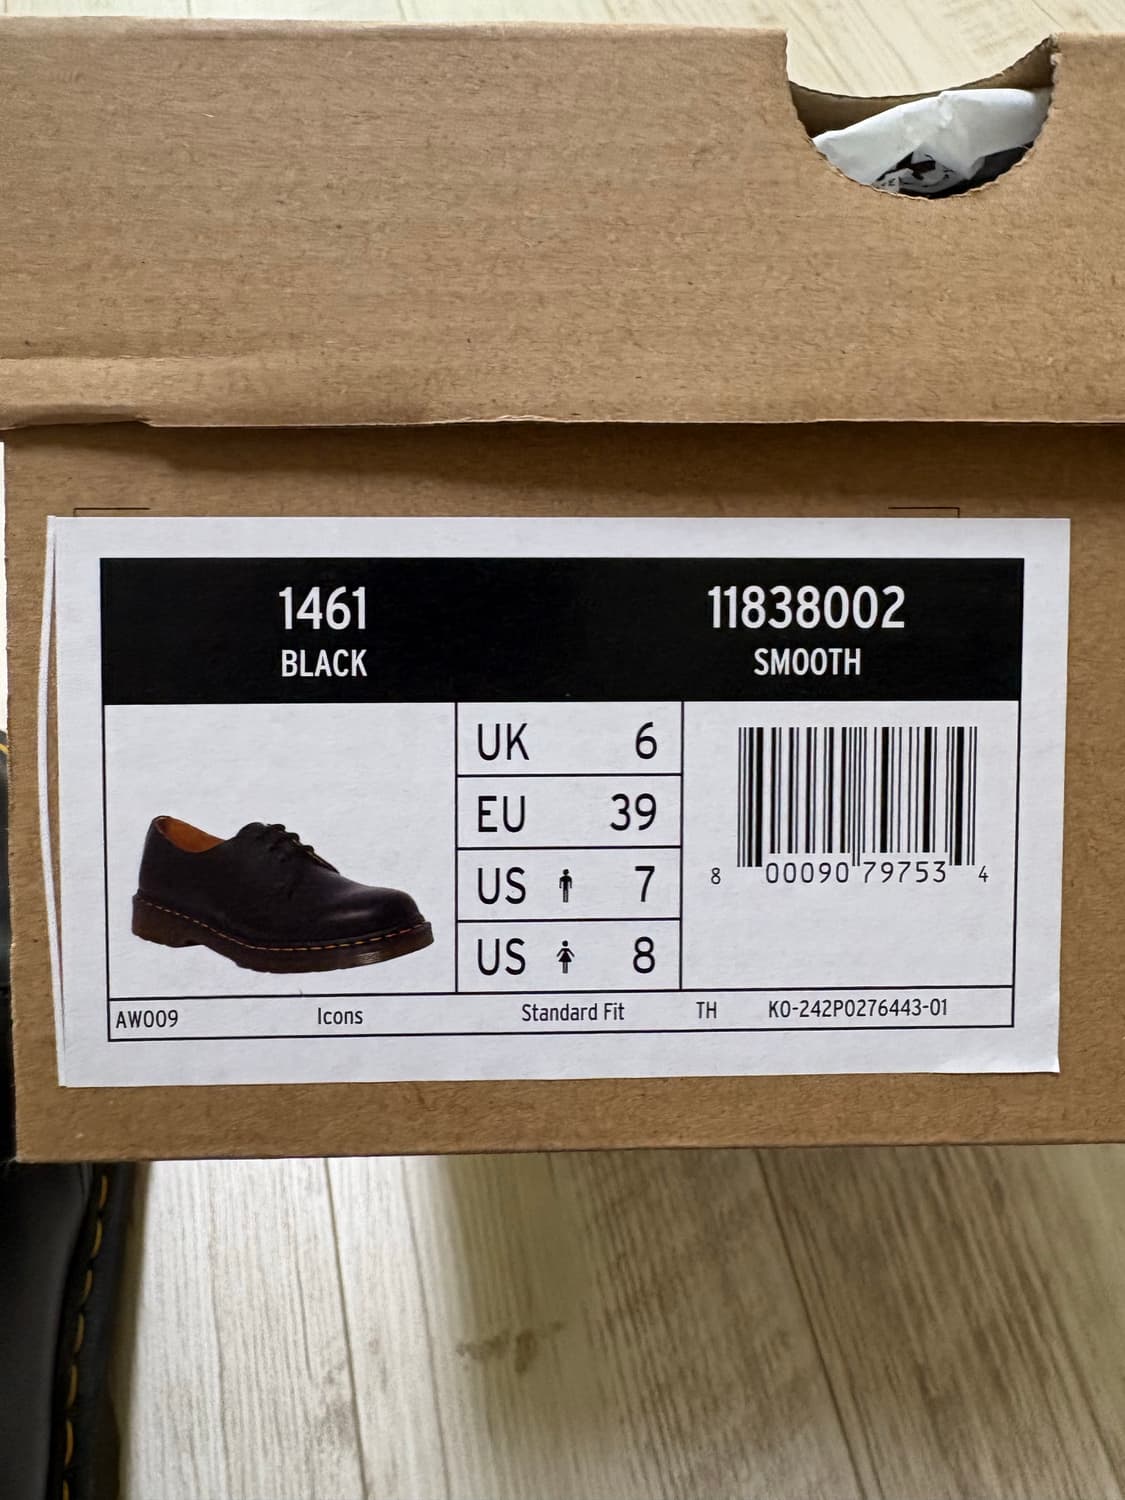 1461
BLACK
11838002
SMOOTH
UK 6
EU 39
US 7
US 8
8 00090 79753 4
AW009 Icons Standard Fit TH KO-242P0276443-01